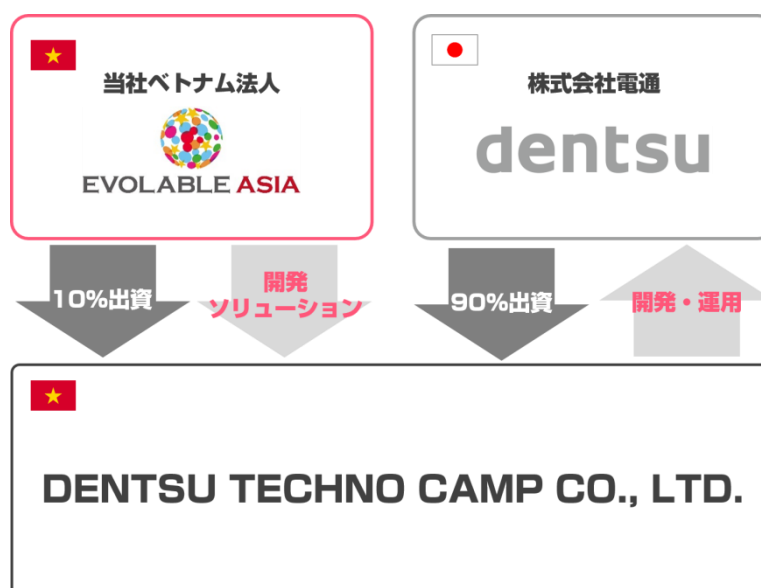 当社ベトナム法人
EVOLABLE ASIA
株式会社電通
dentsu
10%出資
開発
ソリューション
90%出資
開発・運用
DENTSU TECHNO CAMP CO., LTD.